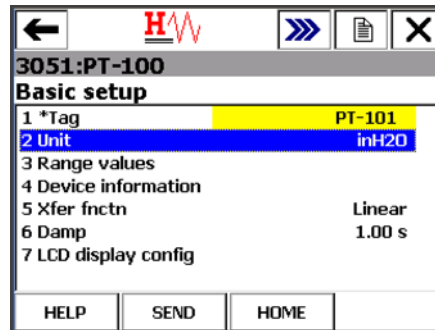 H
3051:PT-100
Basic setup
1 *Tag PT-101
2 Unit inH2O
3 Range values
4 Device information
5 Xfer fnctn Linear
6 Damp 1.00 s
7 LCD display config
HELP SEND HOME